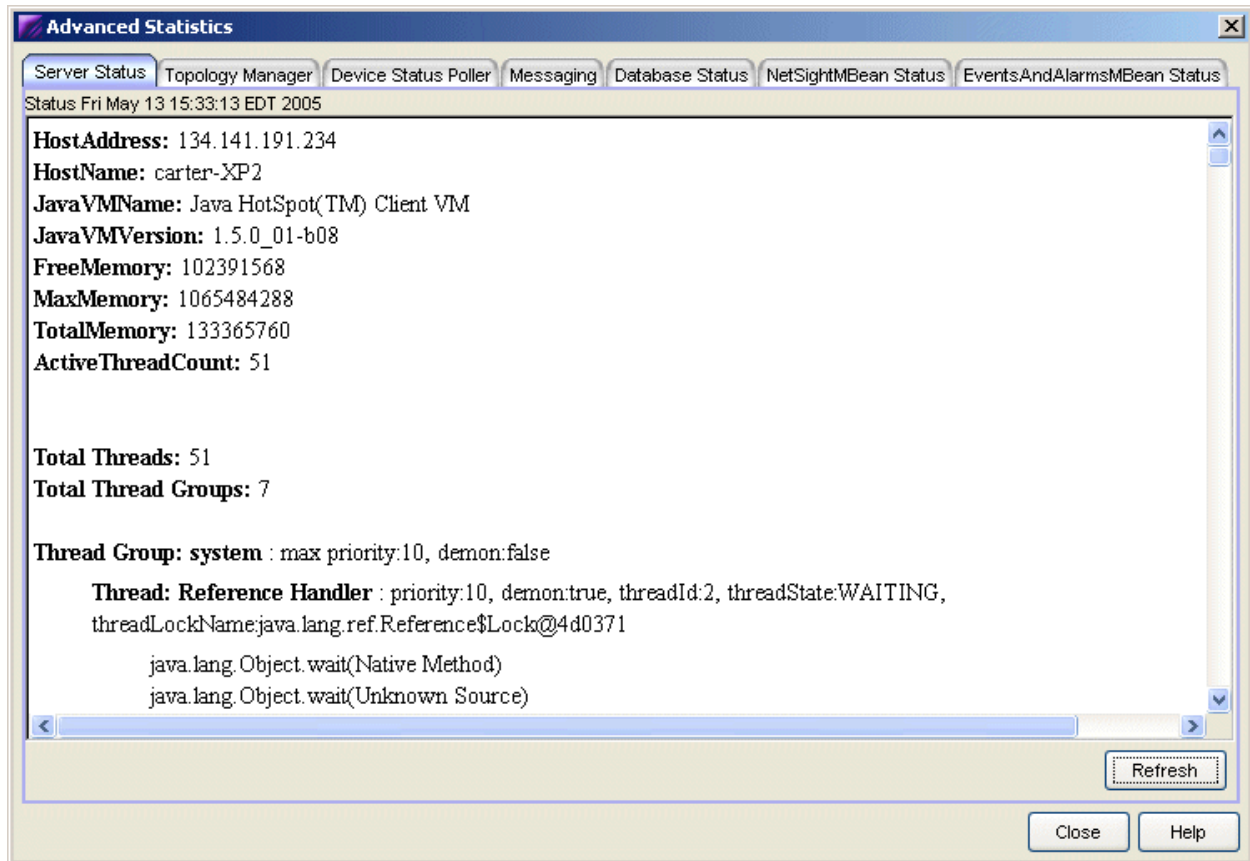 Advanced Statistics
Server Status Topology Manager Device Status Poller Messaging Database Status NetSightMBean Status EventsAndAlarmsMBean Status
Status Fri May 13 15:33:13 EDT 2005
HostAddress: 134.141.191.234
HostName: carter-XP2
JavaVMName: Java HotSpot(TM) Client VM
JavaVMVersion: 1.5.0_01-b08
FreeMemory: 102391568
MaxMemory: 1065484288
TotalMemory: 133365760
ActiveThreadCount: 51
Total Threads: 51
Total Thread Groups: 7
Thread Group: system : max priority:10, demon:false
Thread: Reference Handler : priority:10, demon:true, threadId:2, threadState:WAITING,
threadLockName:java.lang.ref.Reference$Lock@4d0371
java.lang.Object.wait(Native Method)
java.lang.Object.wait(Unknown Source)
Refresh
Close Help